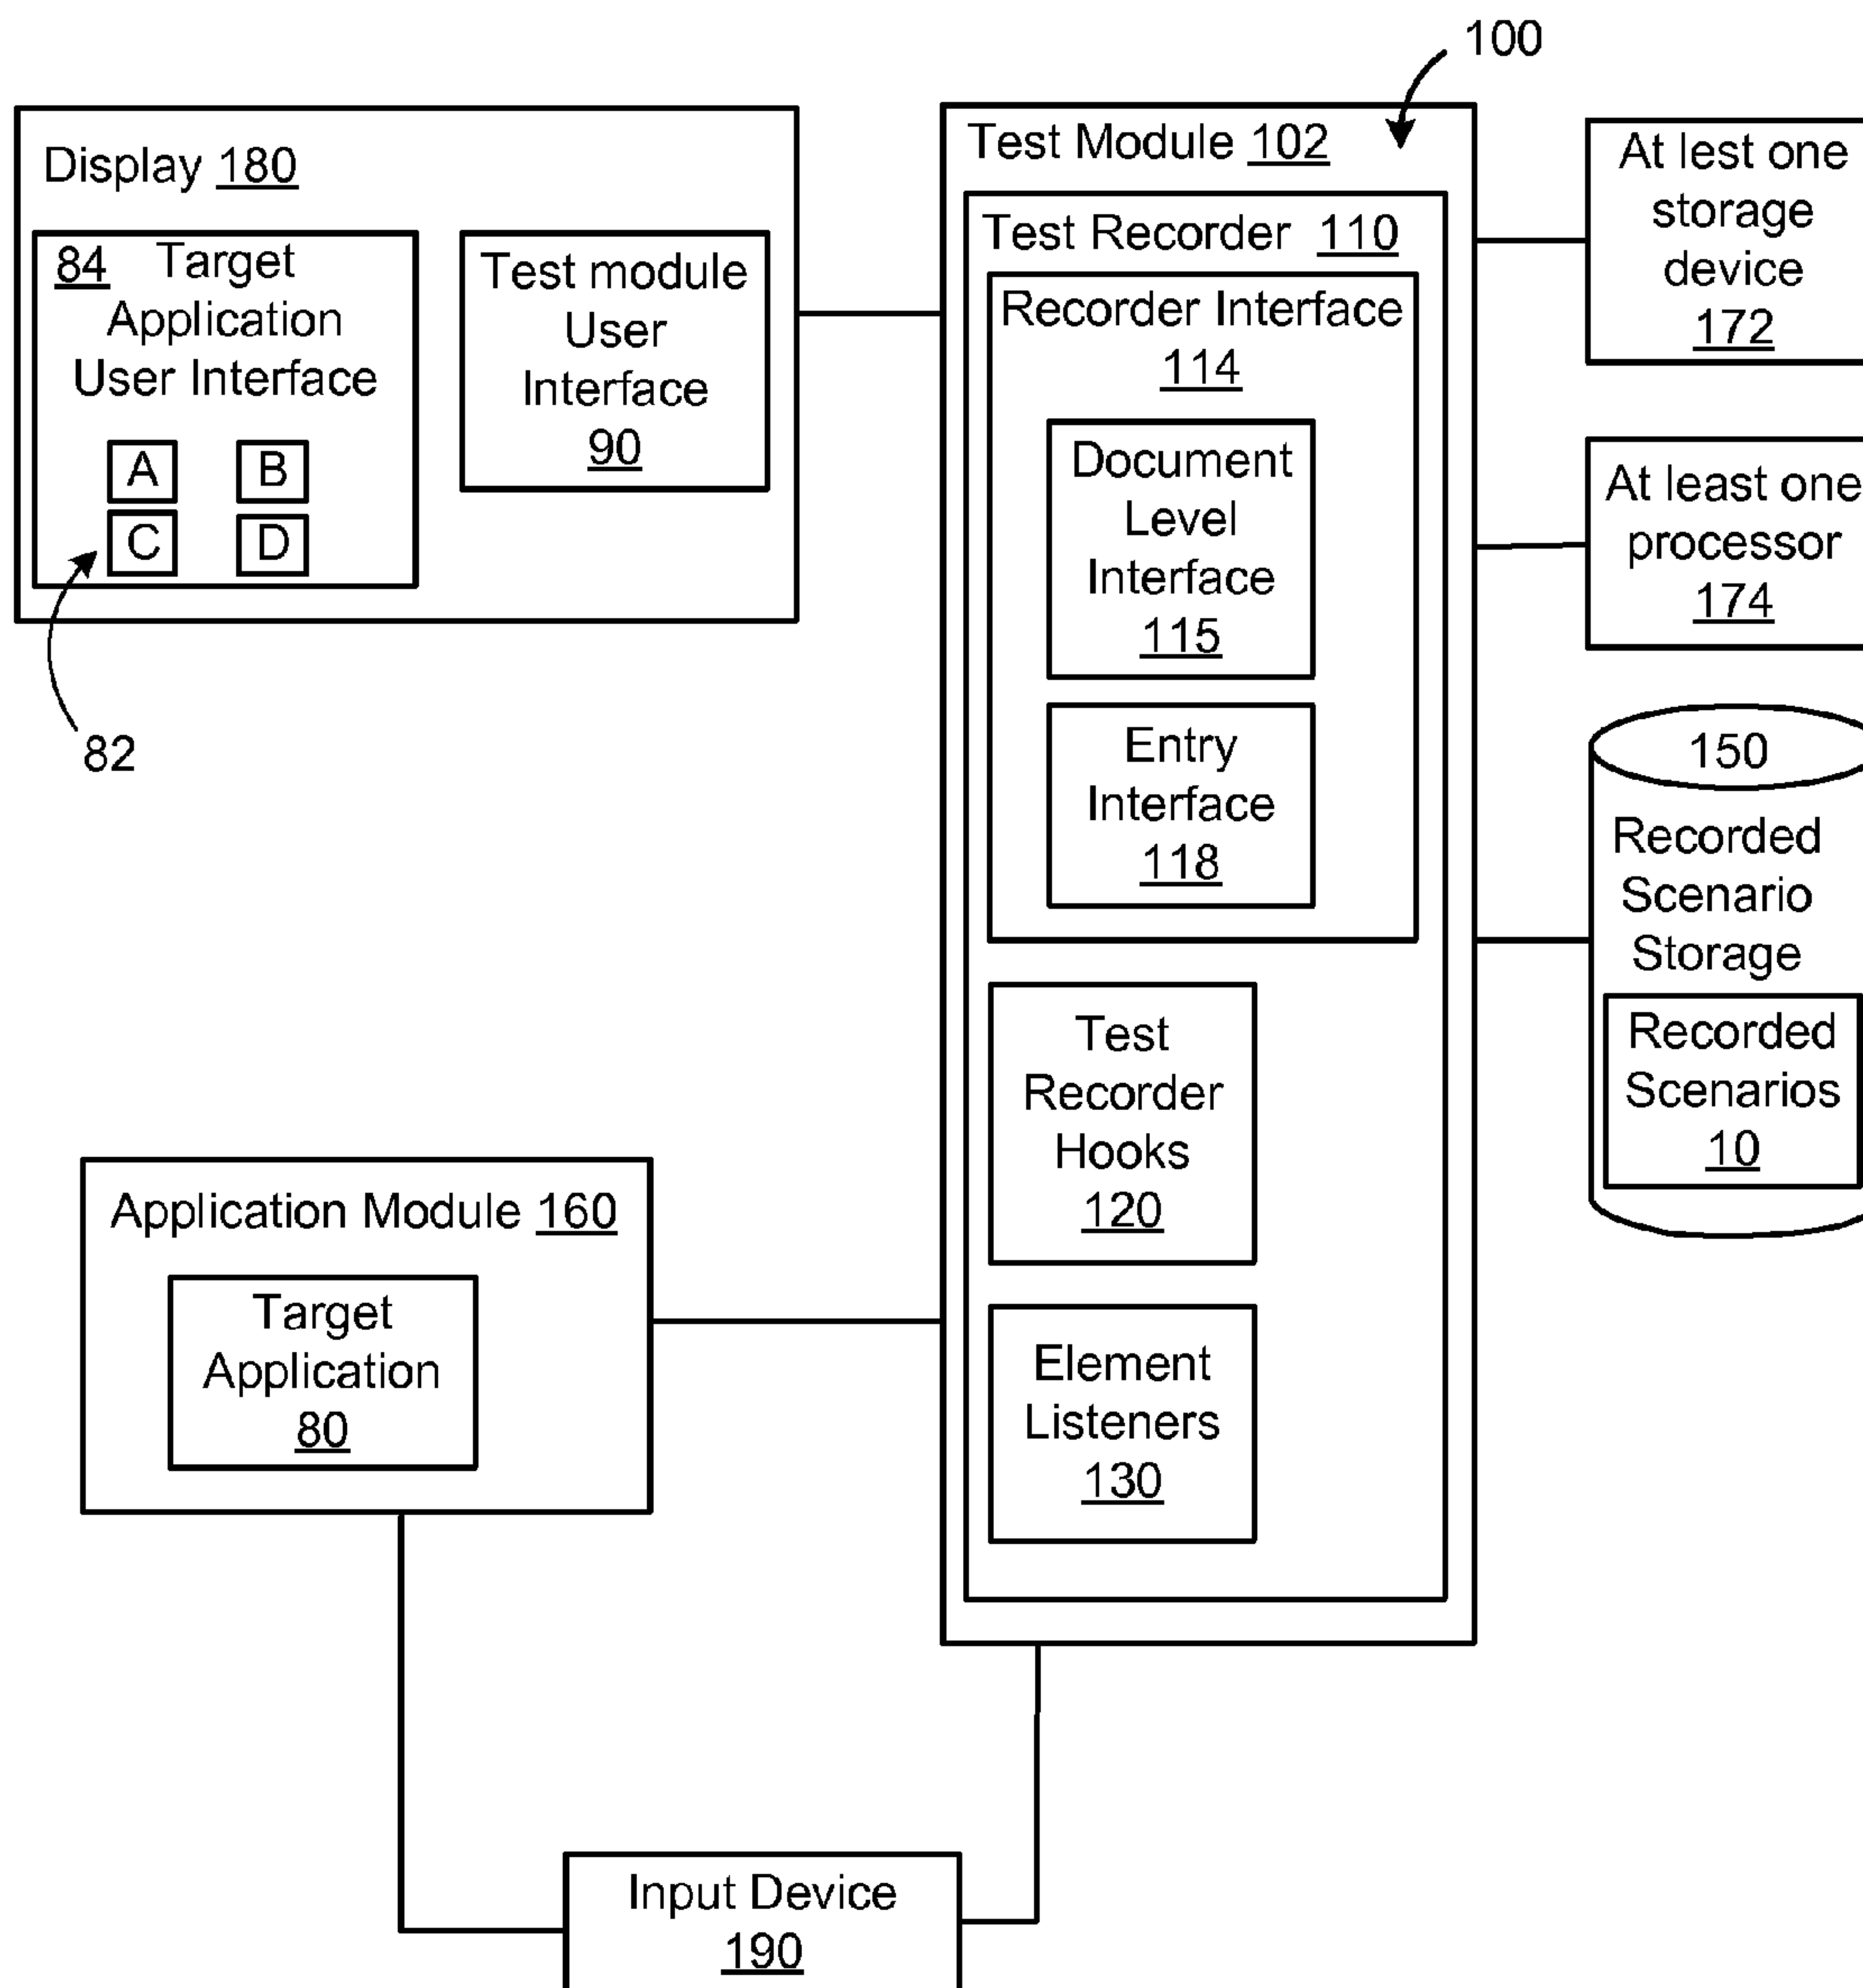 100
Display 180
84 Target
Application
User Interface
A
B
C
D
82
Test module
User
Interface
90
Test Module 102
Test Recorder 110
Recorder Interface
114
Document
Level
Interface
115
Entry
Interface
118
Test
Recorder
Hooks
120
Element
Listeners
130
At lest one
storage
device
172
At least one
processor
174
150
Recorded
Scenario
Storage
Recorded
Scenarios
10
Application Module 160
Target
Application
80
Input Device
190